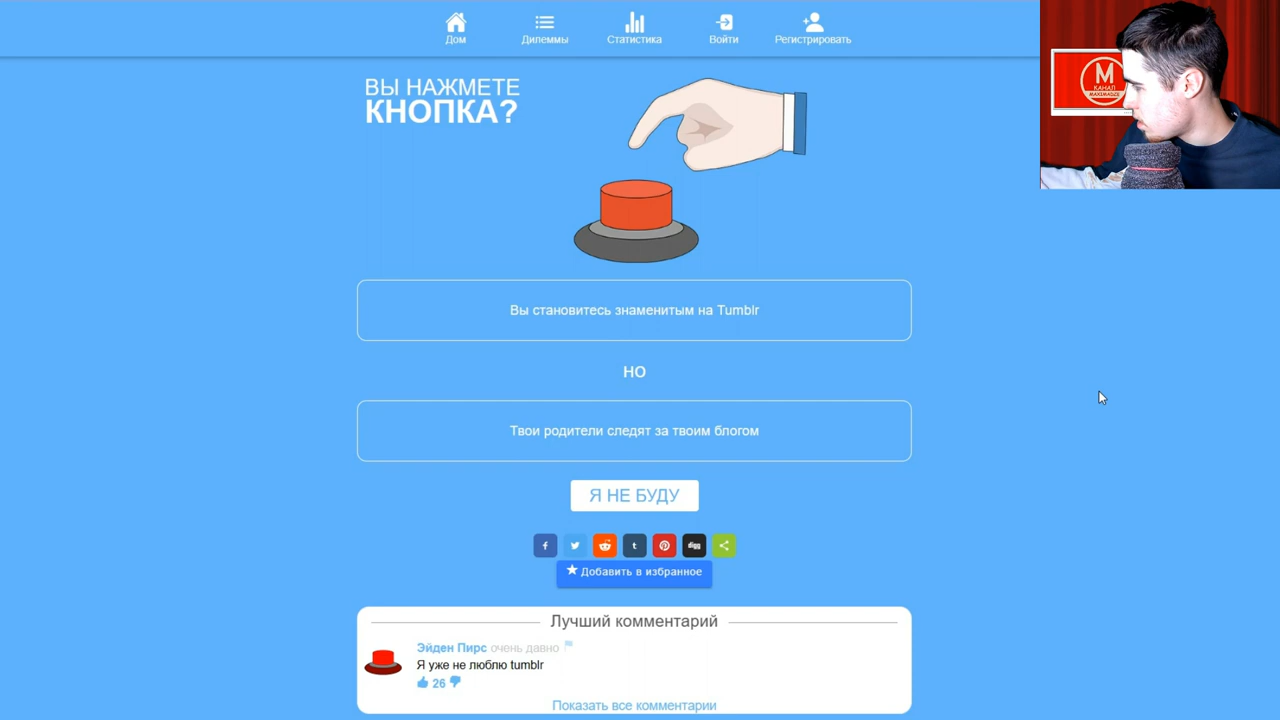 Дом
Дилеммы
Статистика
Войти
Регистрировать
ВЫ НАЖМЕТЕ
КНОПКА?
М
КАНАЛ
MAXIMADZE
Вы становитесь знаменитым на Tumblr
НО
Твои родители следят за твоим блогом
Я НЕ БУДУ
digg
Добавить в избранное
Лучший комментарий
Эйден Пирс очень давно
Я уже не люблю tumblr
26
Показать все комментарии